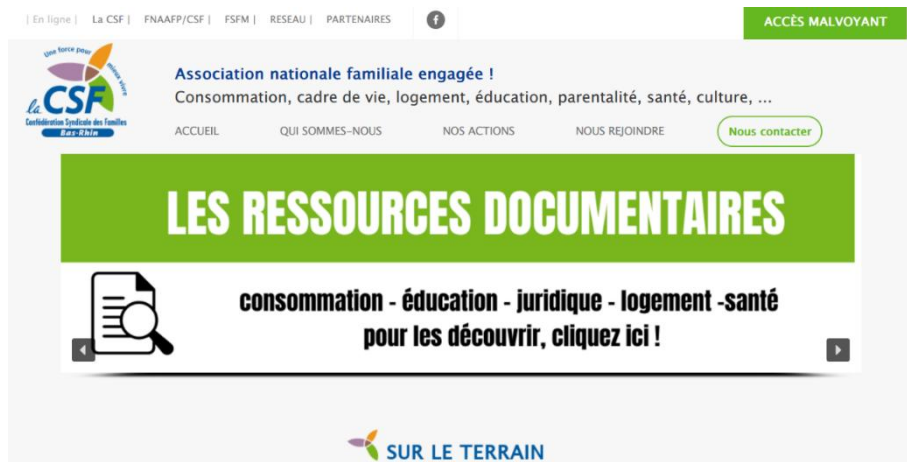 | En ligne | La CSF | FNAAFP/CSF | FSFM | RESEAU | PARTENAIRES
ACCÈS MALVOYANT
Une force pour mieux vivre
la CSF
Confédération Syndicale des Familles
Bas-Rhin
Association nationale familiale engagée !
Consommation, cadre de vie, logement, éducation, parentalité, santé, culture, ...
ACCUEIL QUI SOMMES-NOUS NOS ACTIONS NOUS REJOINDRE Nous contacter
LES RESSOURCES DOCUMENTAIRES
consommation - éducation - juridique - logement -santé
pour les découvrir, cliquez ici !
SUR LE TERRAIN